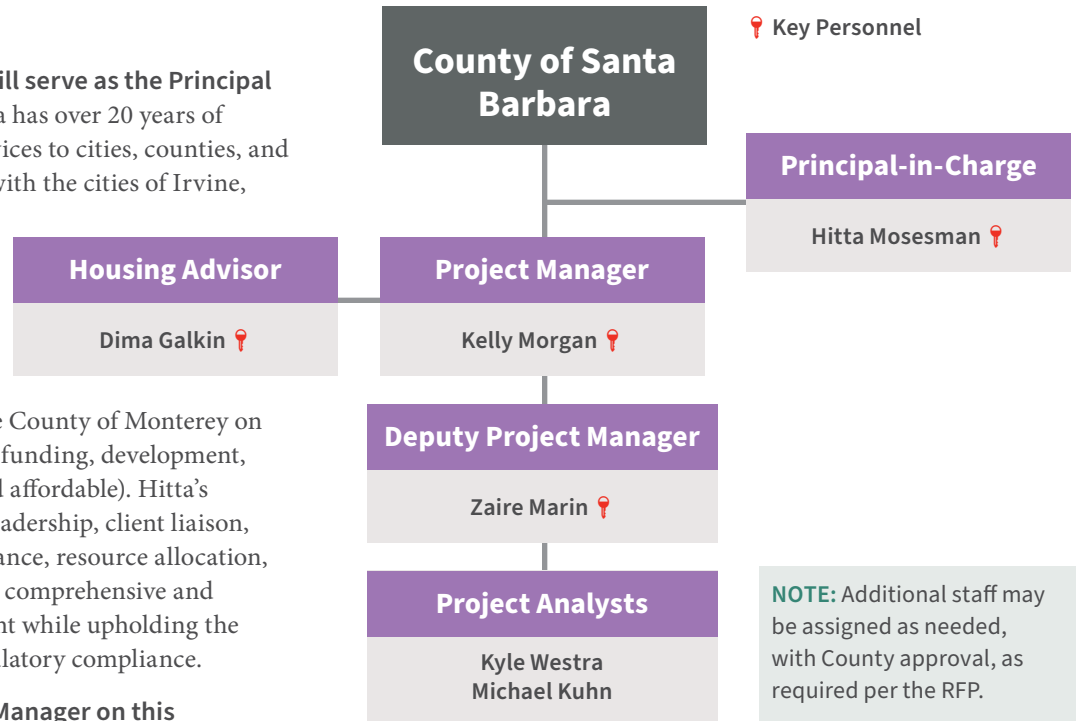 County of Santa
Barbara
Key Personnel
ill serve as the Principal
a has over 20 years of
vices to cities, counties, and
with the cities of Irvine,
Principal-in-Charge
Hitta Mosesman
Housing Advisor
Dima Galkin
Project Manager
Kelly Morgan
e County of Monterey on
funding, development,
d affordable). Hitta’s
adership, client liaison,
ance, resource allocation,
comprehensive and
nt while upholding the
ulatory compliance.
Manager on this
Deputy Project Manager
Zaire Marin
Project Analysts
Kyle Westra
Michael Kuhn
NOTE: Additional staff may
be assigned as needed,
with County approval, as
required per the RFP.